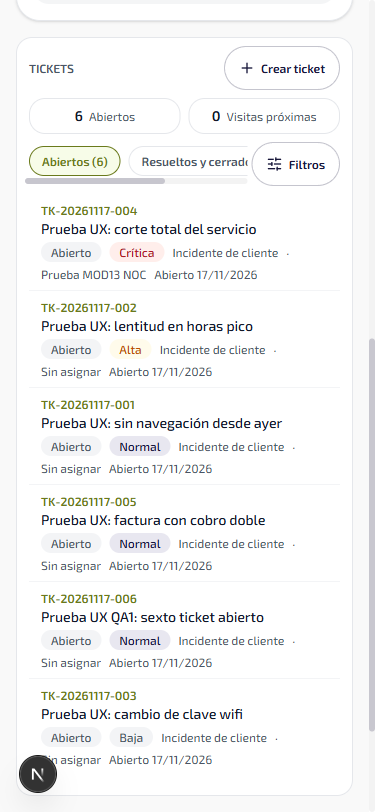 TICKETS
Crear ticket
6 Abiertos
0 Visitas próximas
Abiertos (6)
Resueltos y cerrado
Filtros
TK-20261117-004
Prueba UX: corte total del servicio
Abierto Crítica Incidente de cliente ·
Prueba MOD13 NOC Abierto 17/11/2026
TK-20261117-002
Prueba UX: lentitud en horas pico
Abierto Alta Incidente de cliente ·
Sin asignar Abierto 17/11/2026
TK-20261117-001
Prueba UX: sin navegación desde ayer
Abierto Normal Incidente de cliente ·
Sin asignar Abierto 17/11/2026
TK-20261117-005
Prueba UX: factura con cobro doble
Abierto Normal Incidente de cliente ·
Sin asignar Abierto 17/11/2026
TK-20261117-006
Prueba UX QA1: sexto ticket abierto
Abierto Normal Incidente de cliente ·
Sin asignar Abierto 17/11/2026
TK-20261117-003
Prueba UX: cambio de clave wifi
Abierto Baja Incidente de cliente ·
N
asignar Abierto 17/11/2026